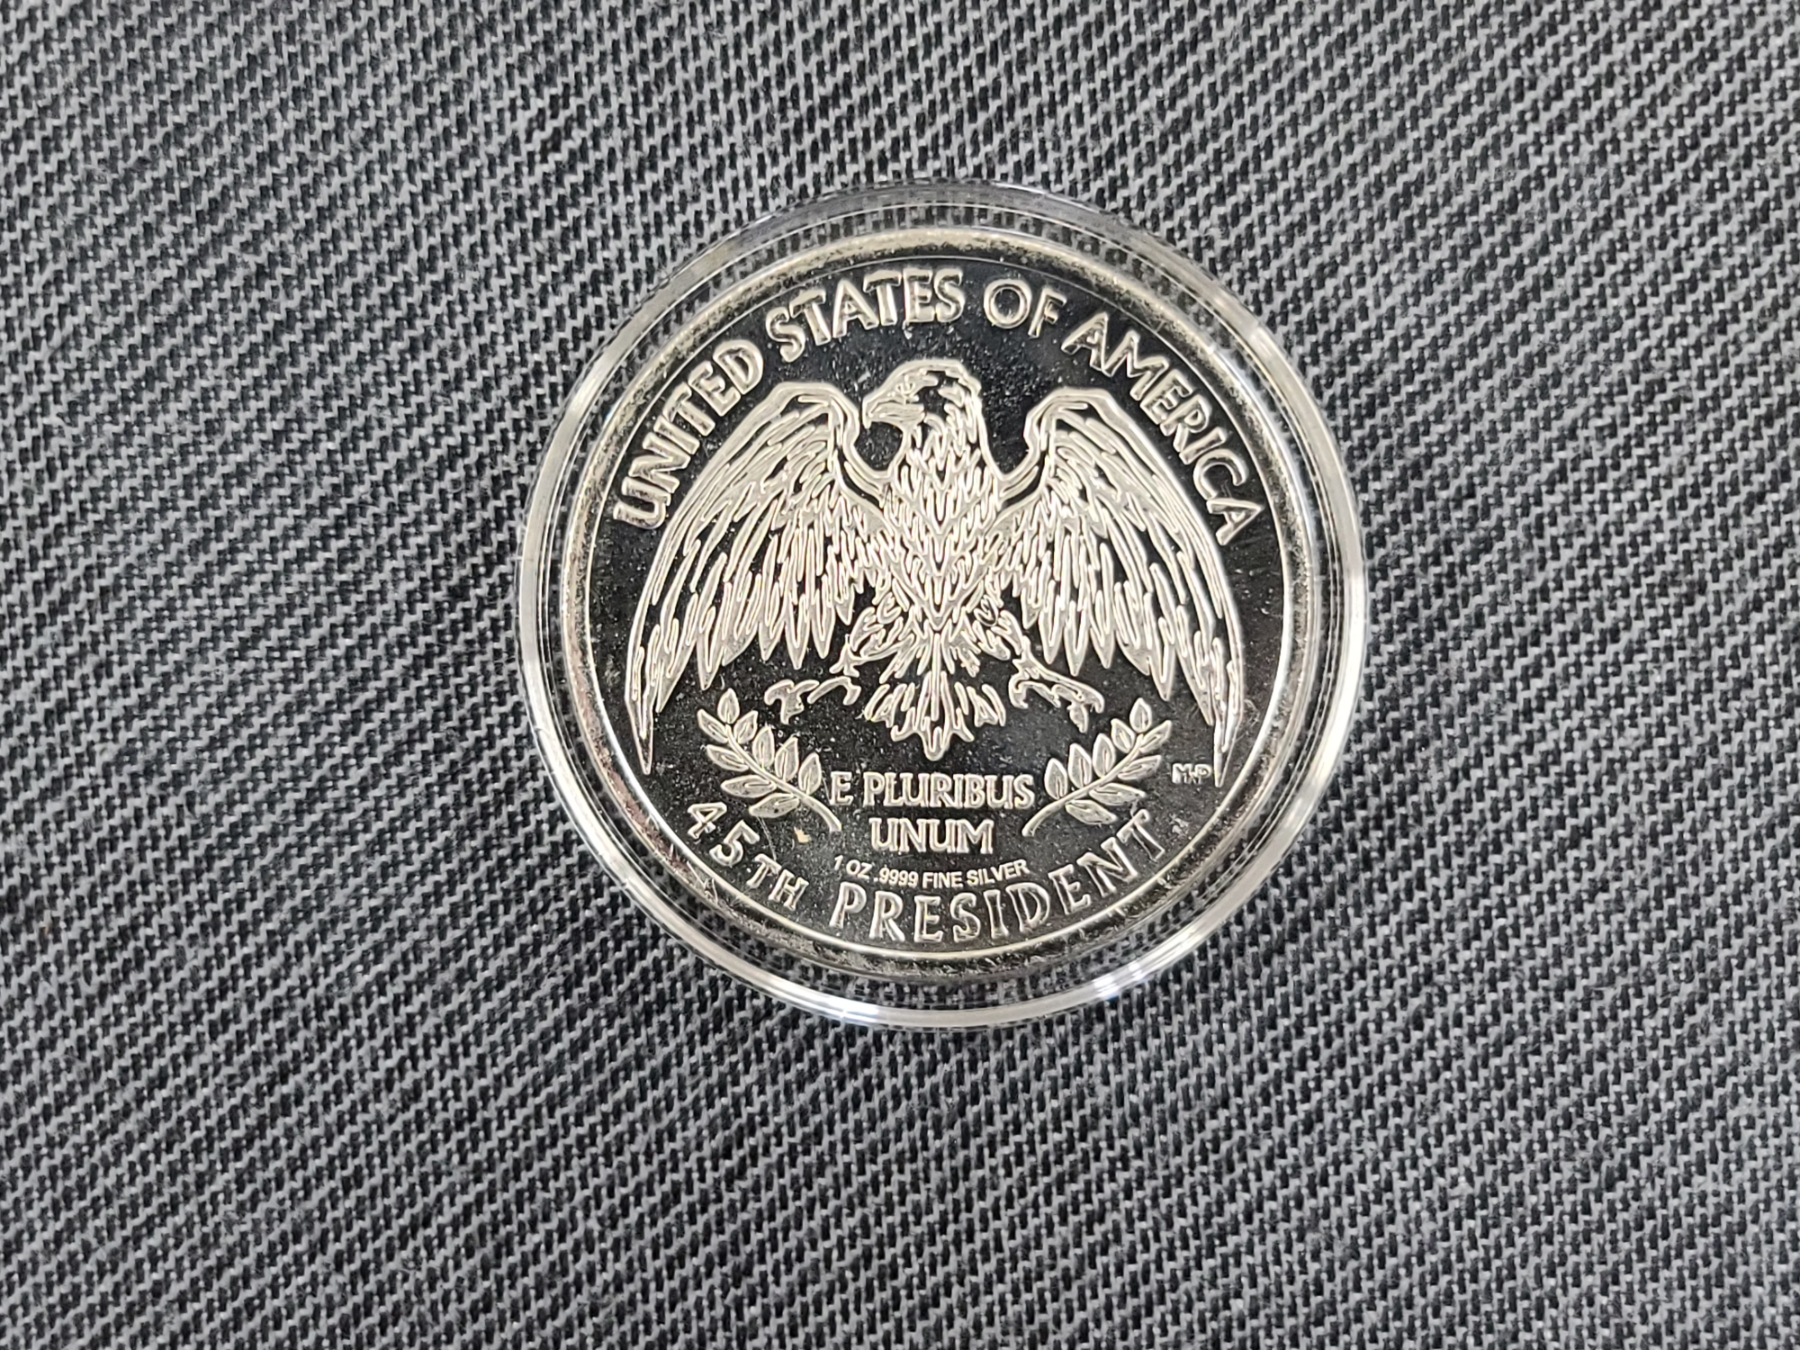 UNITED STATES OF AMERICA
E PLURIBUS
UNUM
M·P
1 OZ .9999 FINE SILVER
45TH PRESIDENT